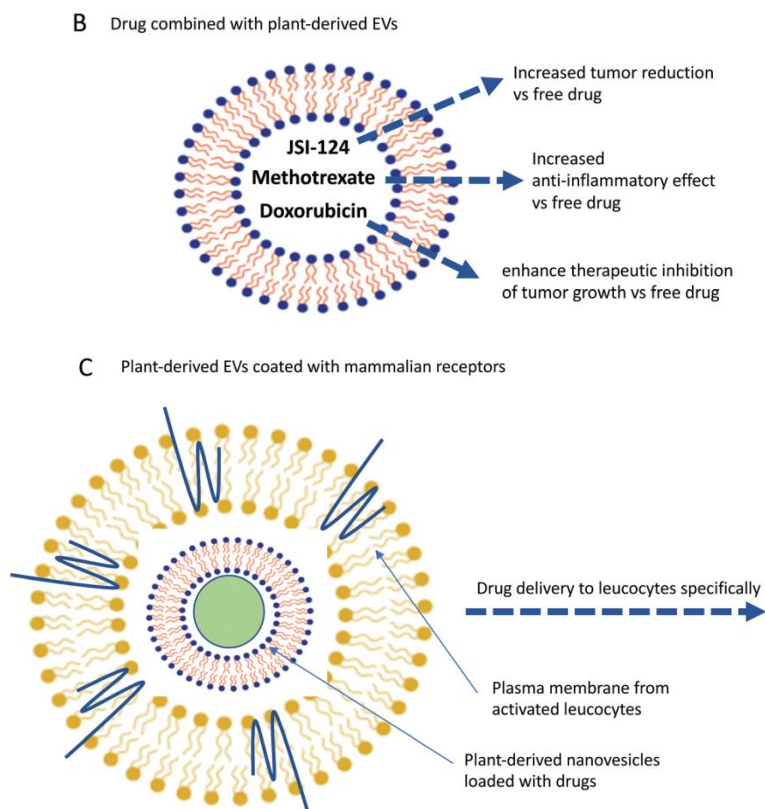 B Drug combined with plant-derived EVs
Increased tumor reduction
vs free drug
JSI-124
Methotrexate
Doxorubicin
Increased
anti-inflammatory effect
vs free drug
enhance therapeutic inhibition
of tumor growth vs free drug
C Plant-derived EVs coated with mammalian receptors
Drug delivery to leucocytes specifically
Plasma membrane from
activated leucocytes
Plant-derived nanovesicles
loaded with drugs